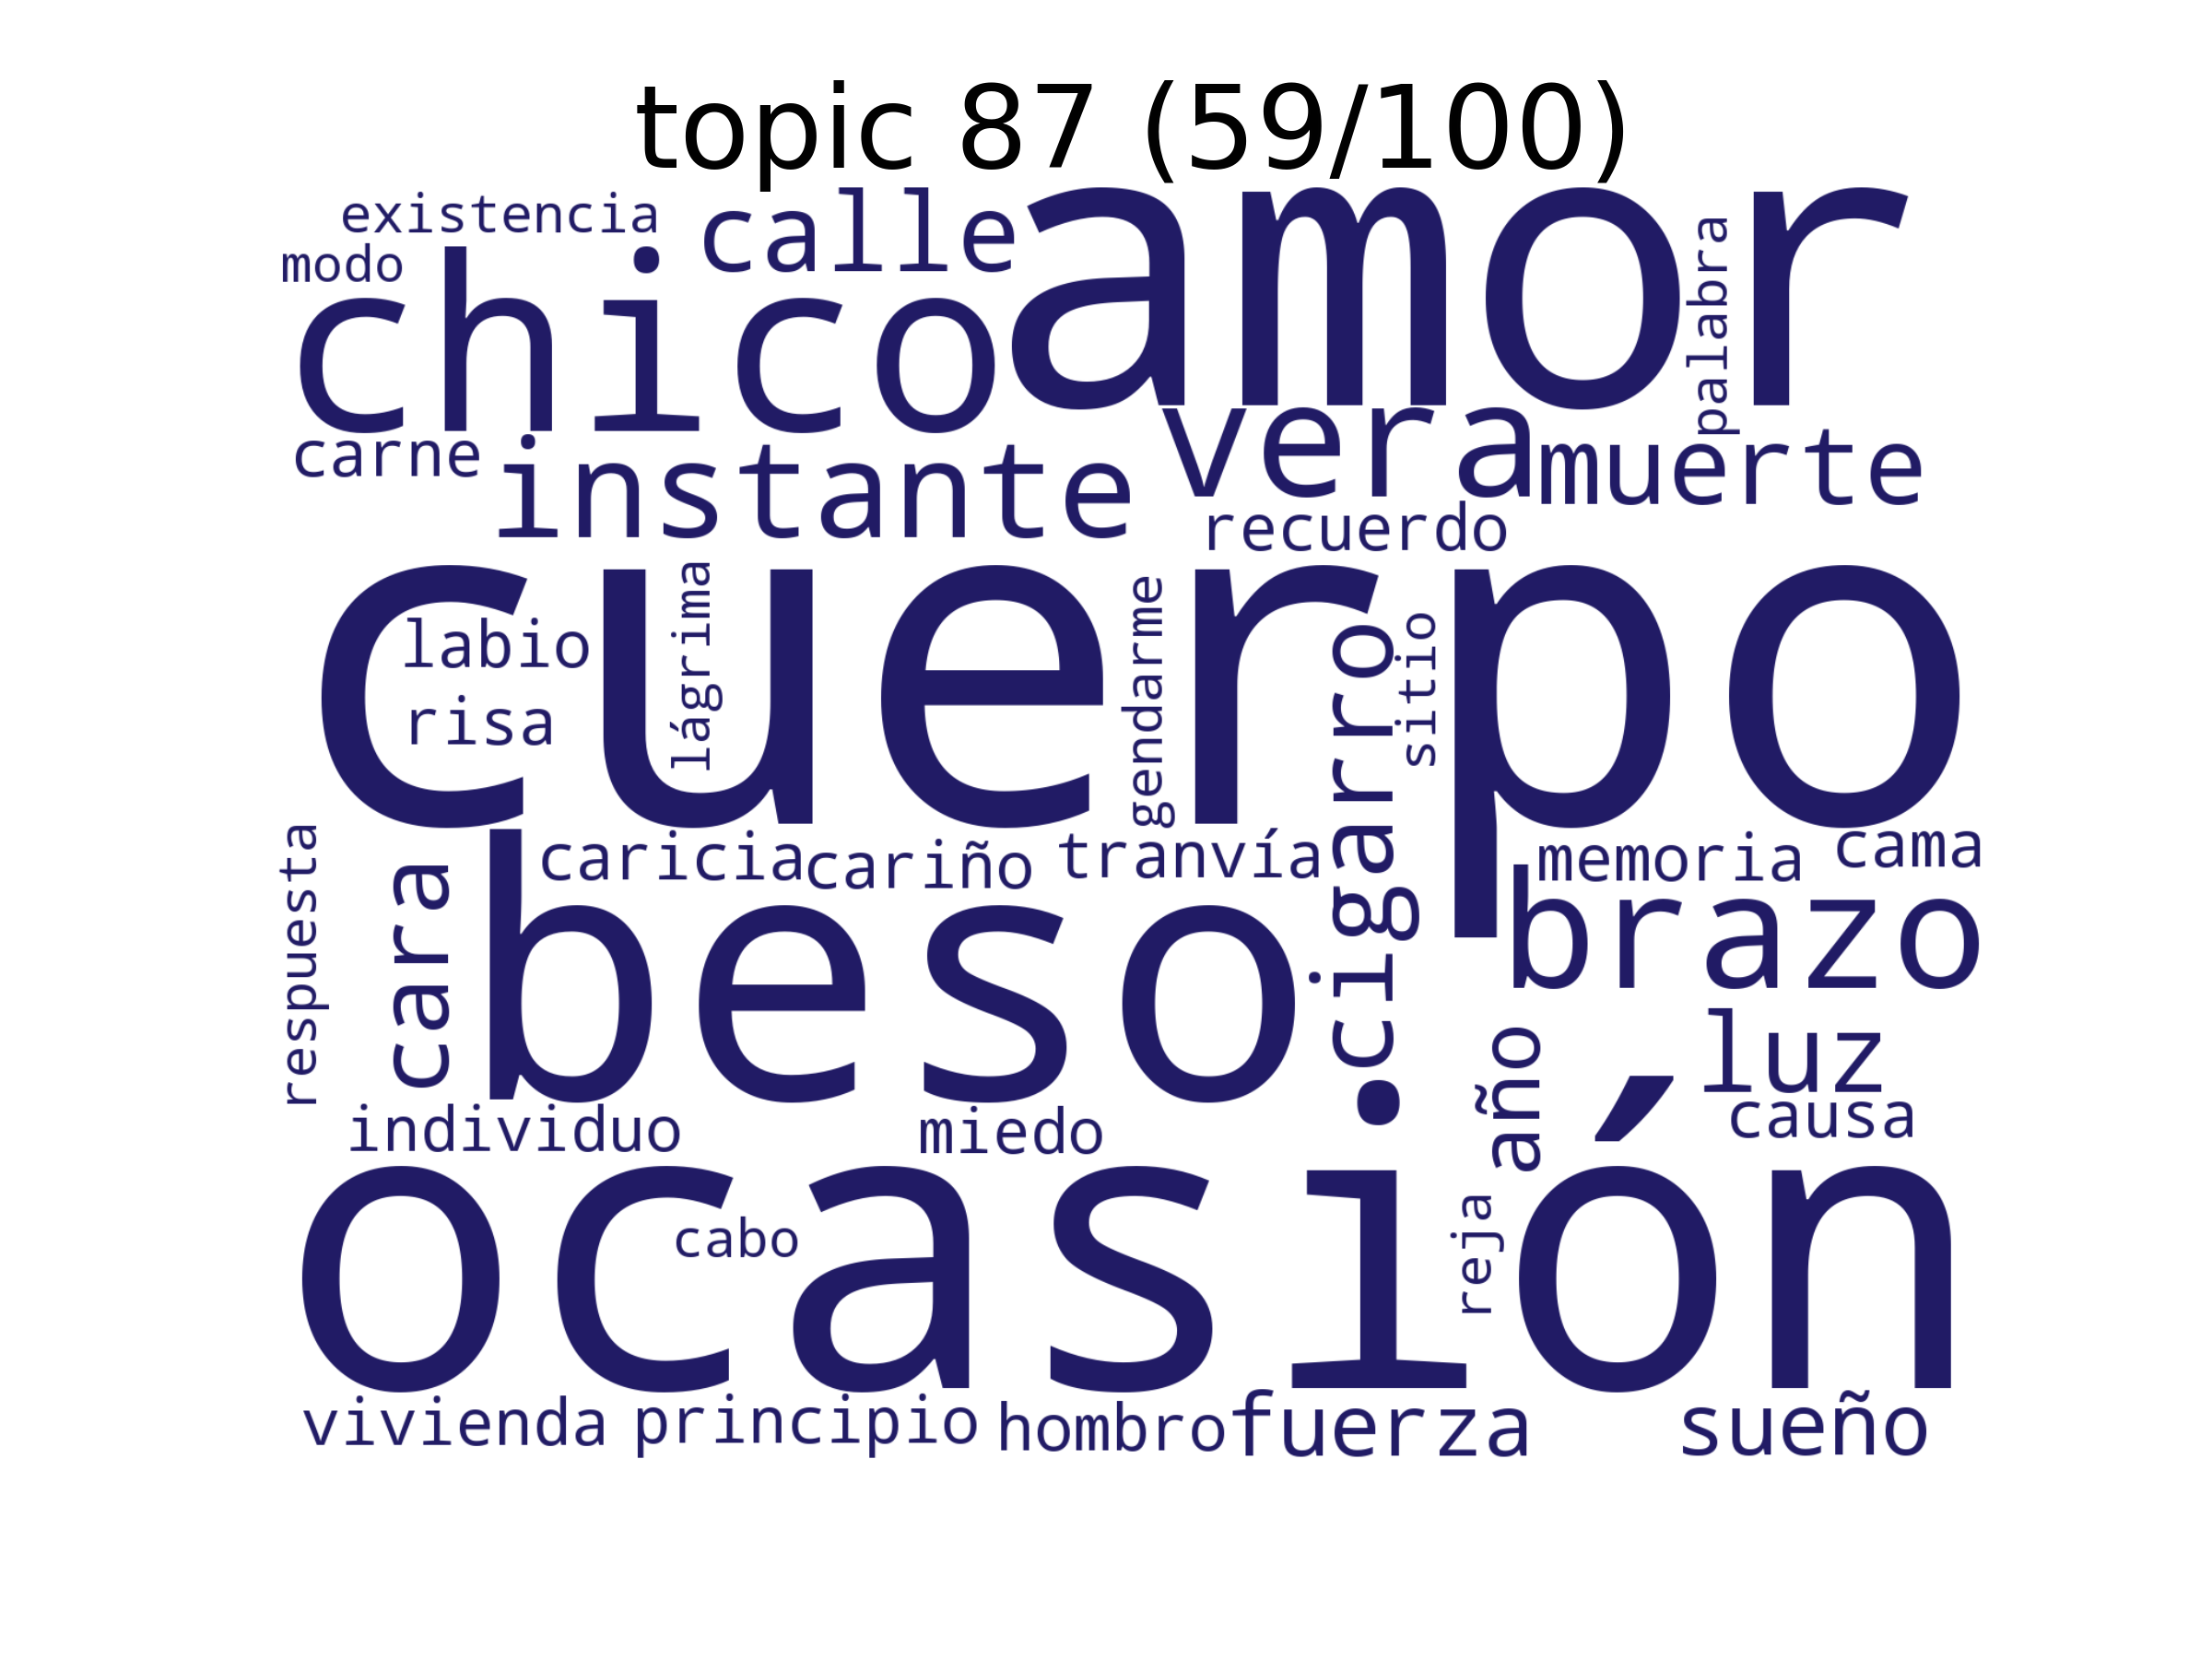 topic 87 (59/100)
existencia
calle
amor
modo
chico
palabra
carne
instante
vera
muerte
recuerdo
cuerpo
labio
risa
lágrima
gendarme
cigarro
sitio
respuesta
cara
caricia
cariño
tranvía
memoria
cama
beso
brazo
luz
año
causa
individuo
miedo
ocasión
cabo
reja
vivienda
principio
hombro
fuerza
sueño